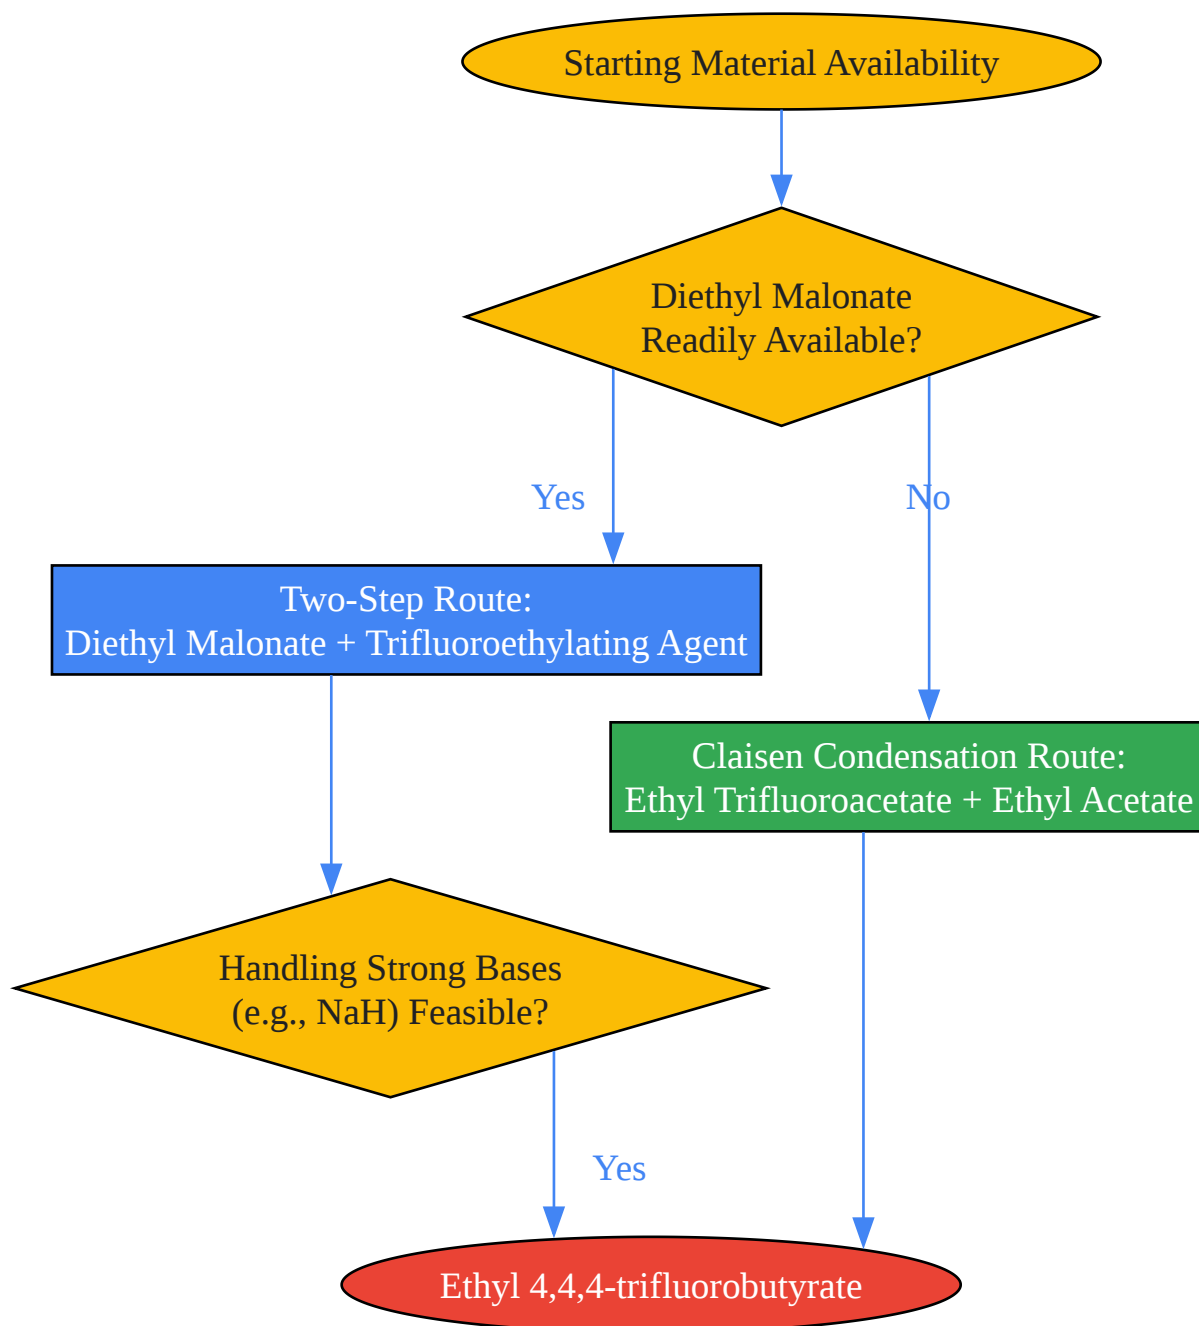 Starting Material Availability
Diethyl Malonate
Readily Available?
Yes
No
Two-Step Route:
Diethyl Malonate + Trifluoroethylating Agent
Claisen Condensation Route:
Ethyl Trifluoroacetate + Ethyl Acetate
Handling Strong Bases
(e.g., NaH) Feasible?
Yes
Ethyl 4,4,4-trifluorobutyrate